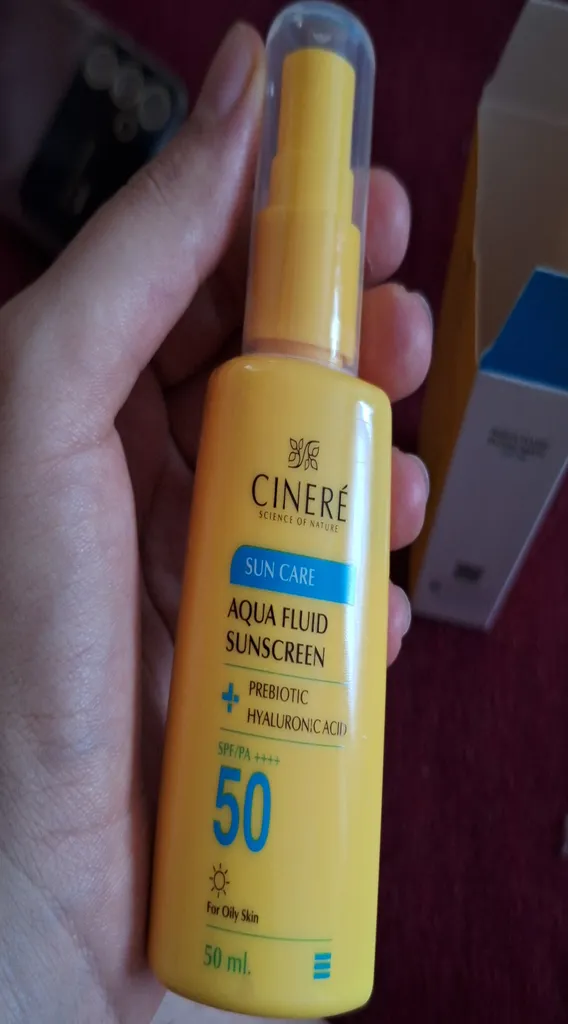 CINERÉ
SCIENCE OF NATURE
SUN CARE
AQUA FLUID
SUNSCREEN
+ PREBIOTIC
HYALURONIC ACID
SPF/PA ++++
50
For Oily Skin
50 ml.